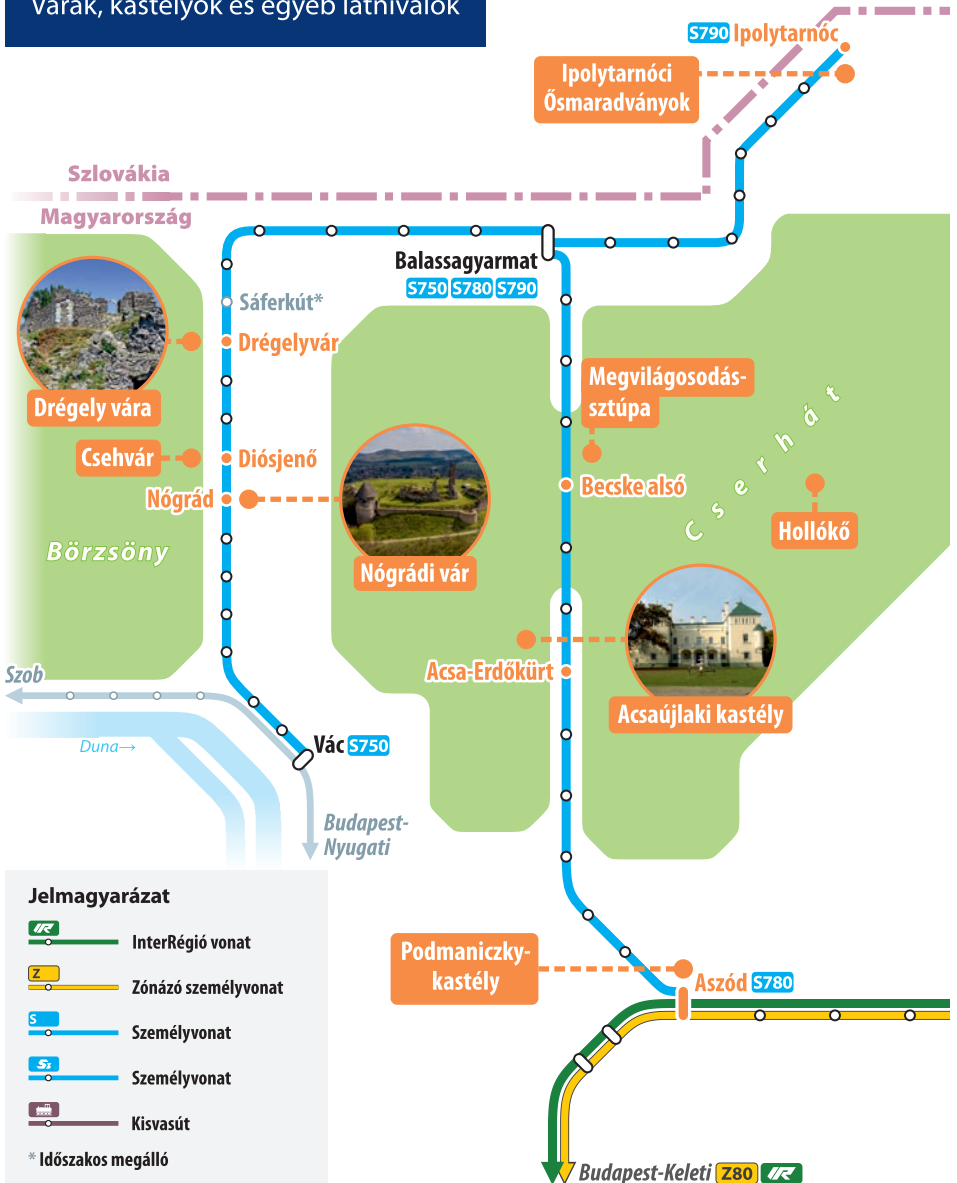 Várak, kastélyok és egyéb látnivalók
S790 Ipolytarnóc
Ipolytarnóci
Ősmaradványok
Szlovákia
Magyarország
Balassagyarmat
S750 S780 S790
Sáferkút*
Drégelyvár
Drégely vára
Megvilágosodás-
sztúpa
Cserhát
Csehvár
Diósjenő
Nógrád
Becske alsó
Hollókő
Börzsöny
Nógrádi vár
Szob
Acsa-Erdőkürt
Acsaújlaki kastély
Duna→
Vác S750
Budapest-
Nyugati
Jelmagyarázat
IR InterRégió vonat
Z Zónázó személyvonat
S Személyvonat
Sz Személyvonat
Kisvasút
* Időszakos megálló
Podmaniczky-
kastély
Aszód S780
Budapest-Keleti Z80 IR